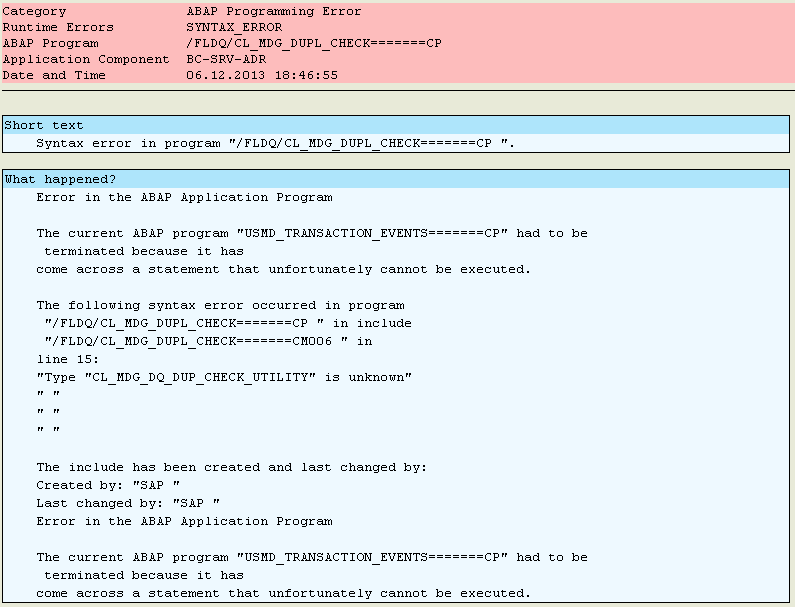 Category ABAP Programming Error
Runtime Errors SYNTAX_ERROR
ABAP Program /FLDQ/CL_MDG_DUPL_CHECK=======CP
Application Component BC-SRV-ADR
Date and Time 06.12.2013 18:46:55
Short text
Syntax error in program "/FLDQ/CL_MDG_DUPL_CHECK=======CP ".
What happened?
Error in the ABAP Application Program
The current ABAP program "USMD_TRANSACTION_EVENTS=======CP" had to be
terminated because it has
come across a statement that unfortunately cannot be executed.
The following syntax error occurred in program
"/FLDQ/CL_MDG_DUPL_CHECK=======CP " in include
"/FLDQ/CL_MDG_DUPL_CHECK=======CM006 " in
line 15:
"Type "CL_MDG_DQ_DUP_CHECK_UTILITY" is unknown"
" "
" "
" "
The include has been created and last changed by:
Created by: "SAP "
Last changed by: "SAP "
Error in the ABAP Application Program
The current ABAP program "USMD_TRANSACTION_EVENTS=======CP" had to be
terminated because it has
come across a statement that unfortunately cannot be executed.